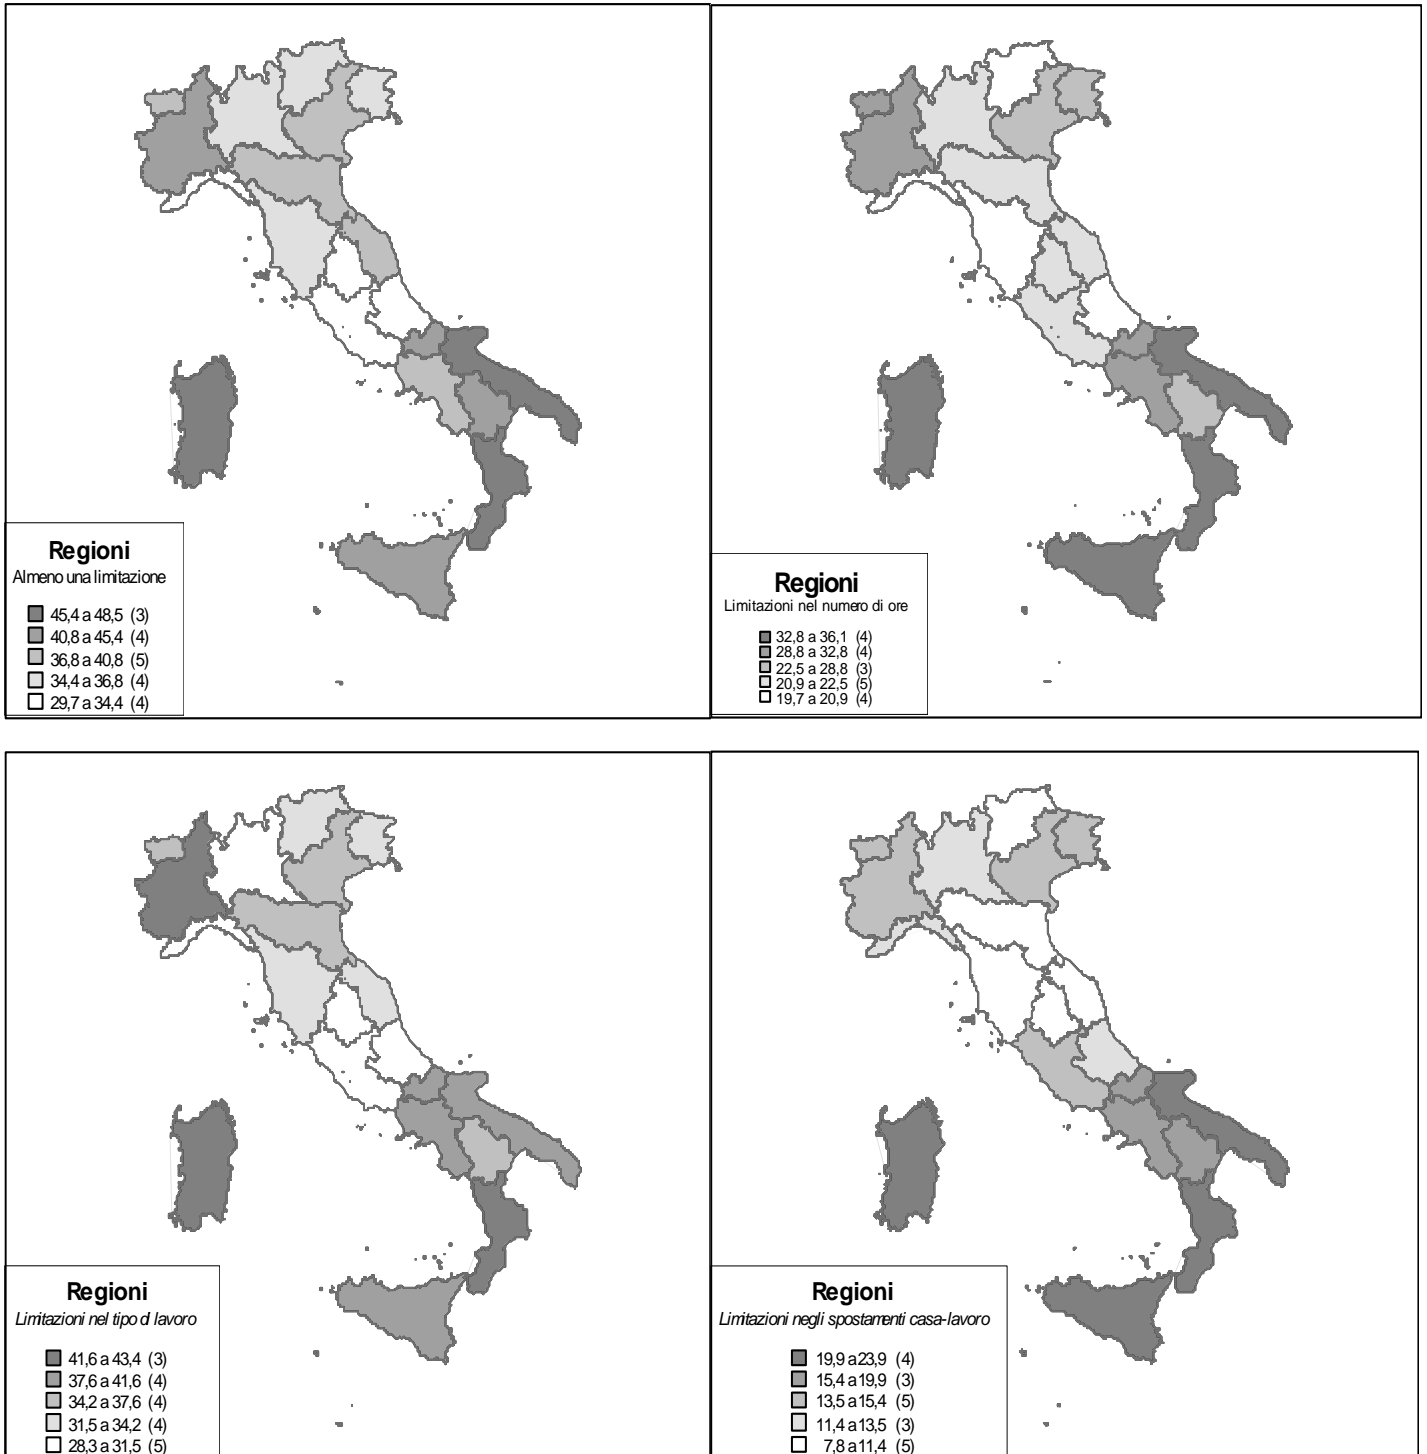 Regioni
Almeno una limitazione
45,4 a 48,5 (3)
40,8 a 45,4 (4)
36,8 a 40,8 (5)
34,4 a 36,8 (4)
29,7 a 34,4 (4)
Regioni
Limitazioni nel numero di ore
32,8 a 36,1 (4)
28,8 a 32,8 (4)
22,5 a 28,8 (3)
20,9 a 22,5 (5)
19,7 a 20,9 (4)
Regioni
Limitazioni nel tipo di lavoro
41,6 a 43,4 (3)
37,6 a 41,6 (4)
34,2 a 37,6 (4)
31,5 a 34,2 (4)
28,3 a 31,5 (5)
Regioni
Limitazioni negli spostamenti casa-lavoro
19,9 a 23,9 (4)
15,4 a 19,9 (3)
13,5 a 15,4 (5)
11,4 a 13,5 (3)
7,8 a 11,4 (5)